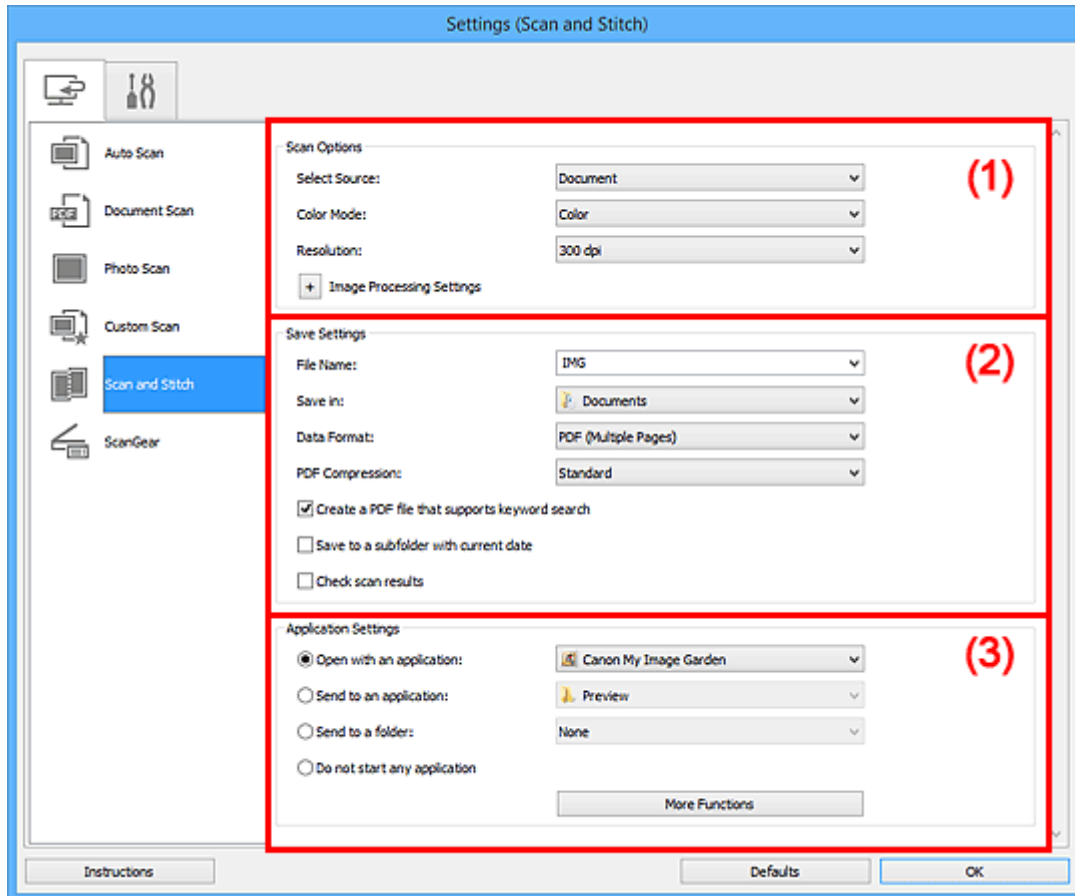 Settings (Scan and Stitch)
Auto Scan
Document Scan
Photo Scan
Custom Scan
Scan and Stitch
ScanGear
Scan Options
(1)
Select Source: Document
Color Mode: Color
Resolution: 300 dpi
+ Image Processing Settings
Save Settings
(2)
File Name: IMG
Save in: Documents
Data Format: PDF (Multiple Pages)
PDF Compression: Standard
Create a PDF file that supports keyword search
Save to a subfolder with current date
Check scan results
Application Settings
(3)
Open with an application: Canon My Image Garden
Send to an application: Preview
Send to a folder: None
Do not start any application
More Functions
Instructions Defaults OK